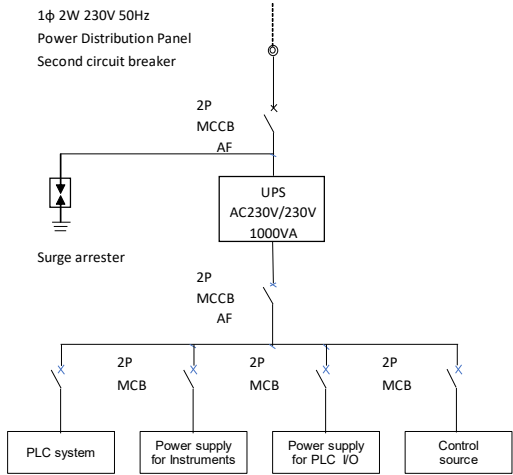 1ф 2W 230V 50Hz
Power Distribution Panel
Second circuit breaker
2P
MCCB
AF
UPS
AC230V/230V
1000VA
Surge arrester
2P
MCCB
AF
2P
MCB
2P
MCB
2P
MCB
PLC system
Power supply
for Instruments
Power supply
for PLC I/O
Control
source